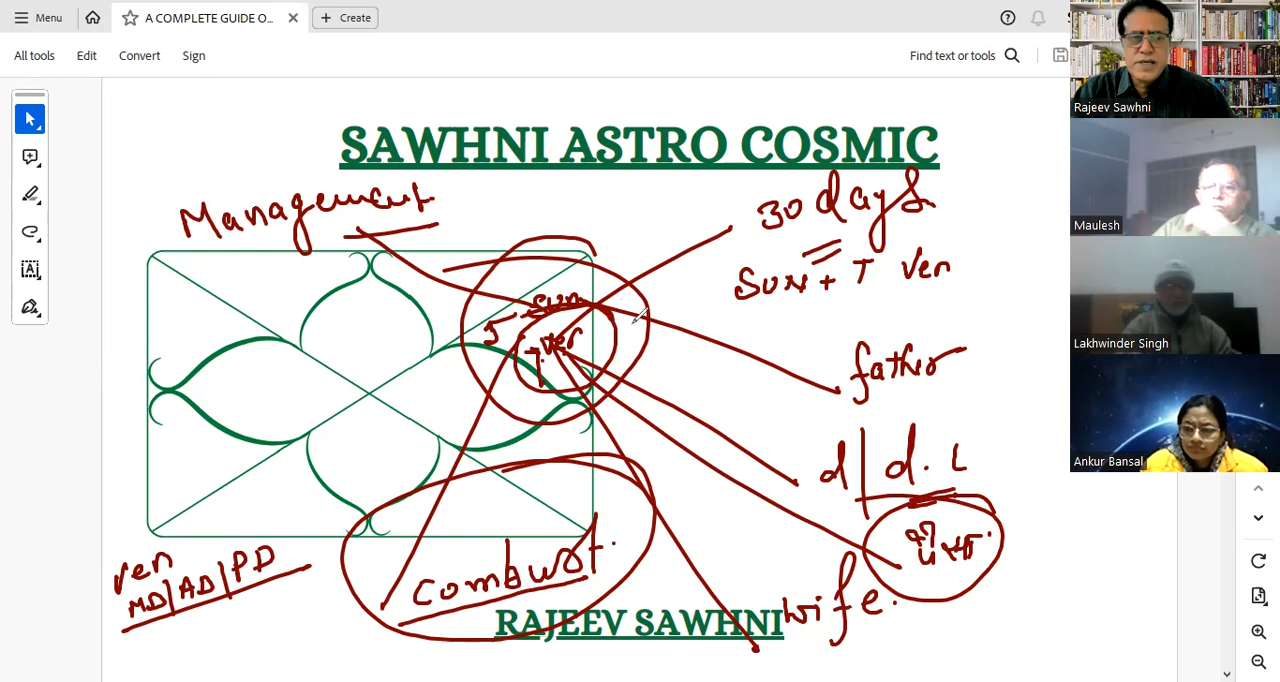 Menu
A COMPLETE GUIDE O...
Create
All tools
Edit
Convert
Sign
Find text or tools
SAWHNI ASTRO COSMIC
Management
30 days
Sun + T Ven
5 Sun
7 Ven
father
d | d. L
Combust.
Ven
MD/AD/PD
wife.
RAJEEV SAWHNI
Rajeev Sawhni
Maulesh
Lakhwinder Singh
Ankur Bansal